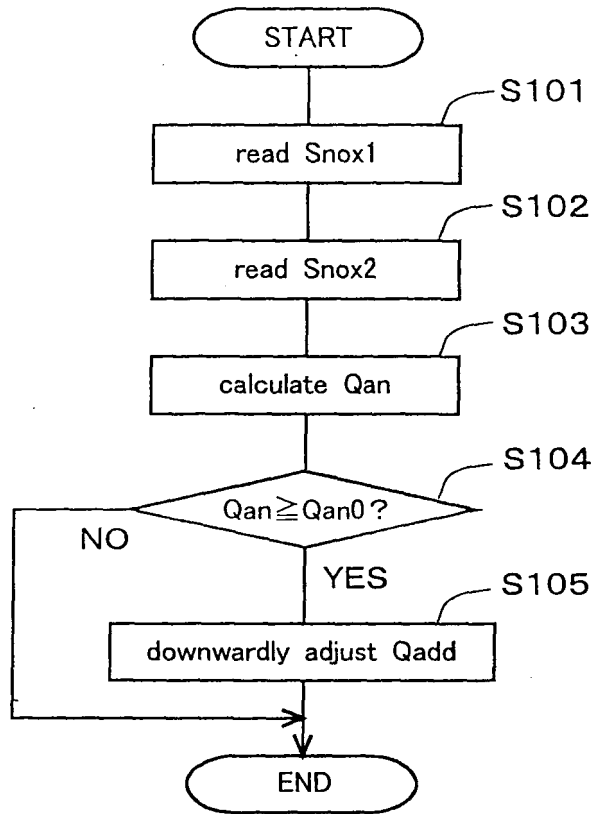 START
S101
read Snox1
S102
read Snox2
S103
calculate Qan
S104
Qan≧Qan0?
NO
YES
S105
downwardly adjust Qadd
END